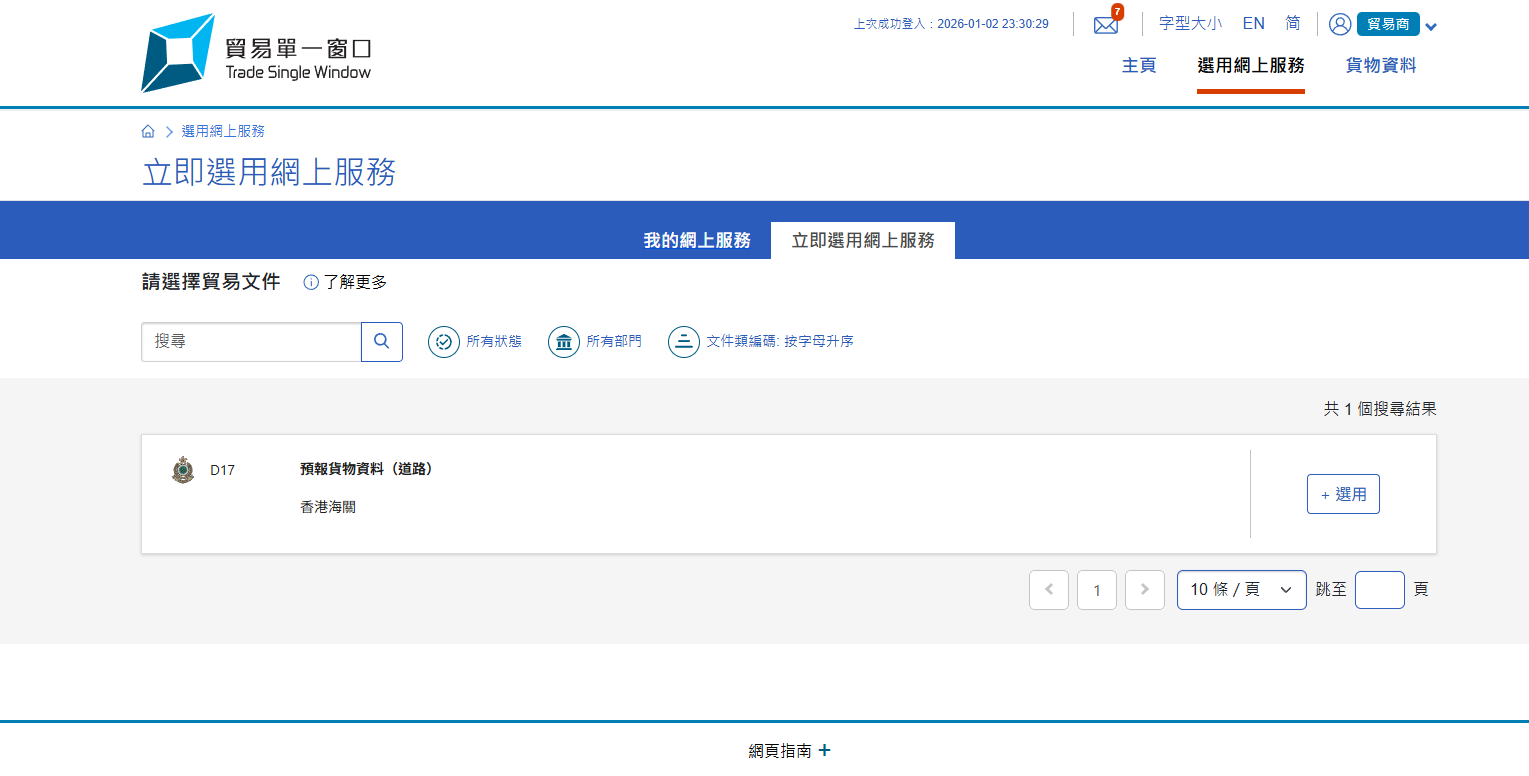 貿易單一窗口
Trade Single Window
上次成功登入 : 2026-01-02 23:30:29
7
字型大小
EN
简
貿易商
主頁
選用網上服務
貨物資料
選用網上服務
立即選用網上服務
我的網上服務
立即選用網上服務
請選擇貿易文件
了解更多
搜尋
所有狀態
所有部門
文件類編碼: 按字母升序
共 1 個搜尋結果
D17
預報貨物資料（道路）
香港海關
+ 選用
1
10 條 / 頁
跳至
頁
網頁指南 +